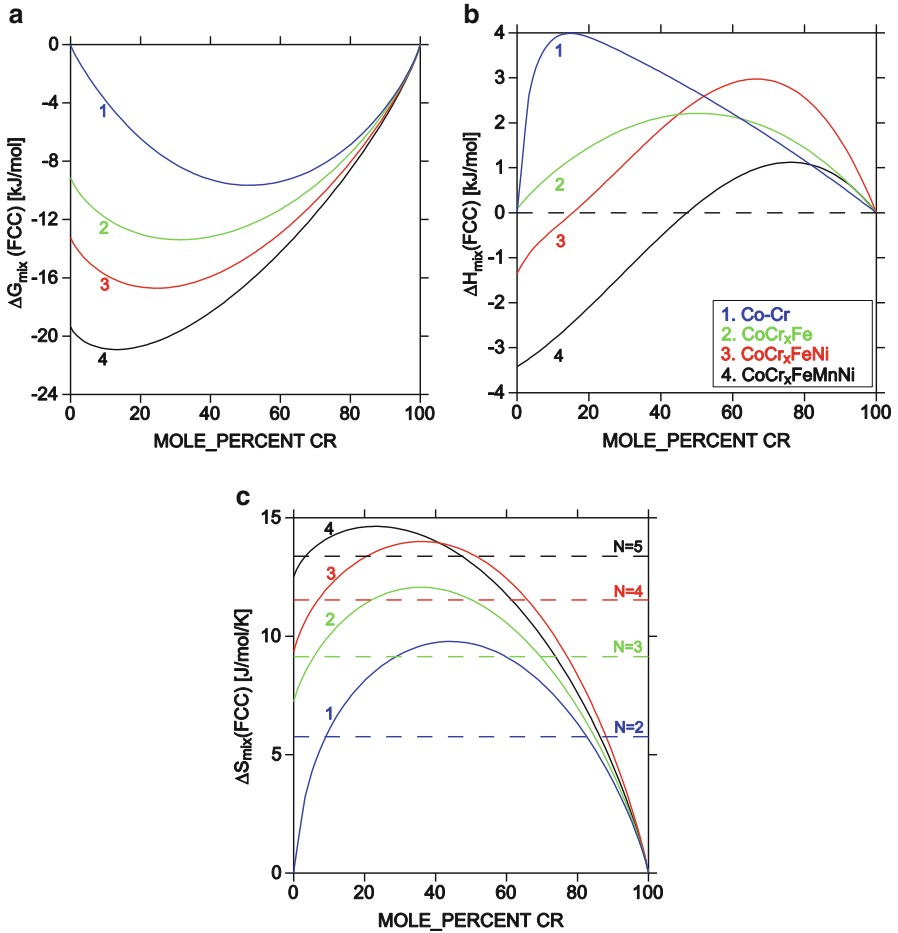 a
0
-4
-8
-12
-16
-20
-24
ΔGmix (FCC) [kJ/mol]
1
2
3
4
0 20 40 60 80 100
MOLE_PERCENT CR
b
4
3
2
1
0
-1
-2
-3
-4
ΔHmix(FCC) [kJ/mol]
1
2
3
4
1. Co-Cr
2. CoCrxFe
3. CoCrxFeNi
4. CoCrxFeMnNi
0 20 40 60 80 100
MOLE_PERCENT CR
c
15
10
5
0
ΔSmix(FCC) [J/mol/K]
4
3
2
1
N=5
N=4
N=3
N=2
0 20 40 60 80 100
MOLE_PERCENT CR